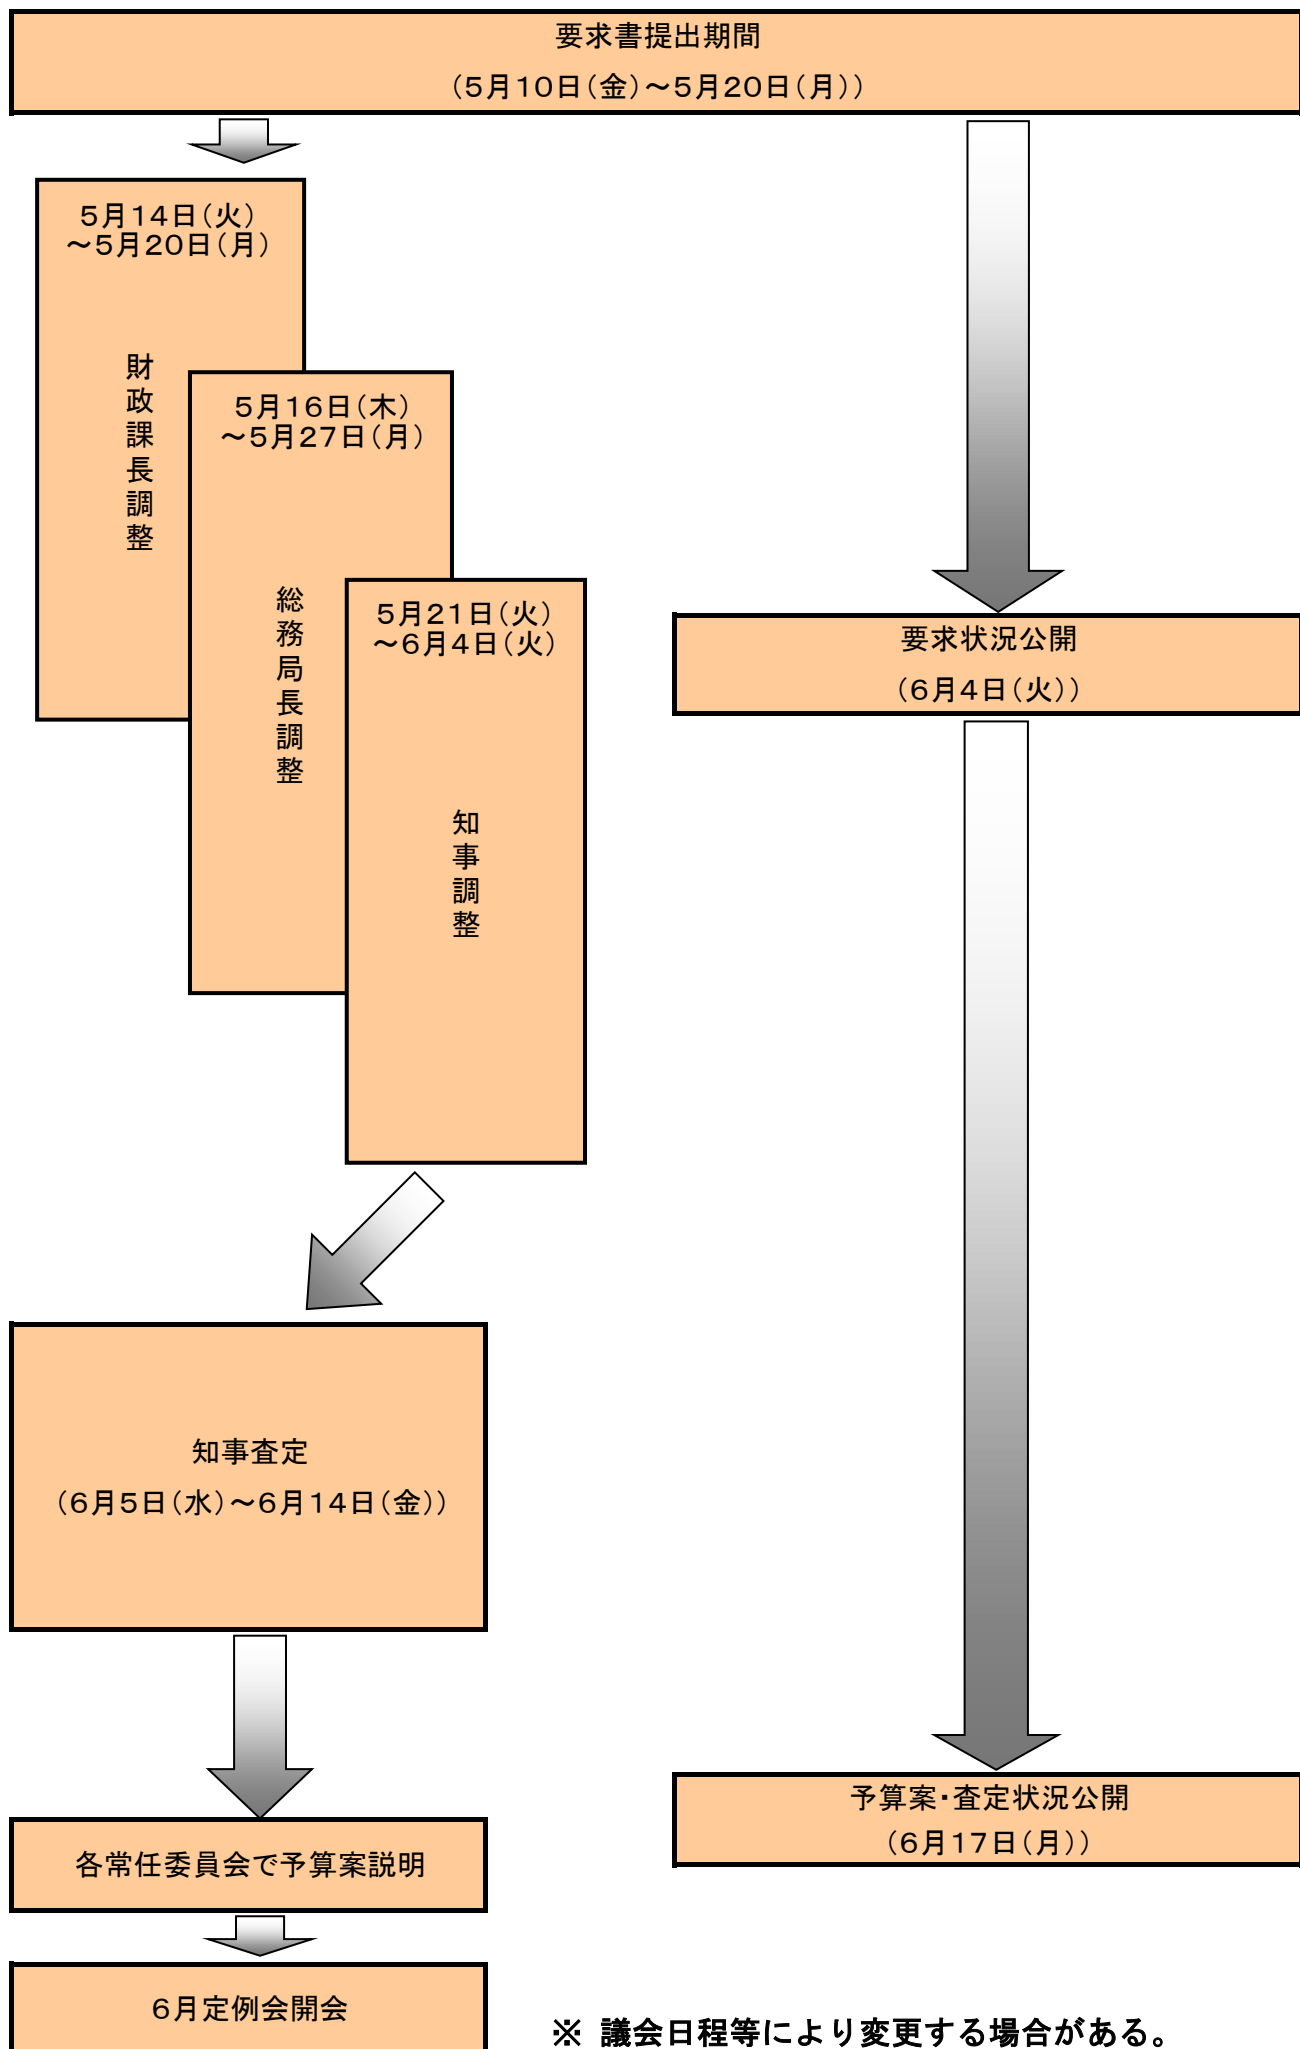 要求書提出期間
(5月10日(金)～5月20日(月))
5月14日(火)
～5月20日(月)
財政課長調整
5月16日(木)
～5月27日(月)
総務局長調整
5月21日(火)
～6月4日(火)
知事調整
要求状況公開
(6月4日(火))
知事査定
(6月5日(水)～6月14日(金))
予算案・査定状況公開
(6月17日(月))
各常任委員会で予算案説明
6月定例会開会
※ 議会日程等により変更する場合がある。